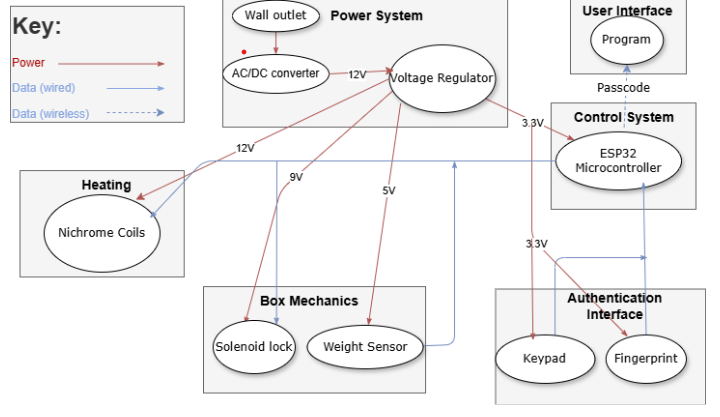 Key:
Power
Data (wired)
Data (wireless)
Wall outlet
Power System
AC/DC converter
12V
Voltage Regulator
User Interface
Program
Passcode
Control System
ESP32
Microcontroller
3.3V
12V
9V
5V
3.3V
Heating
Nichrome Coils
Box Mechanics
Solenoid lock
Weight Sensor
Authentication
Interface
Keypad
Fingerprint